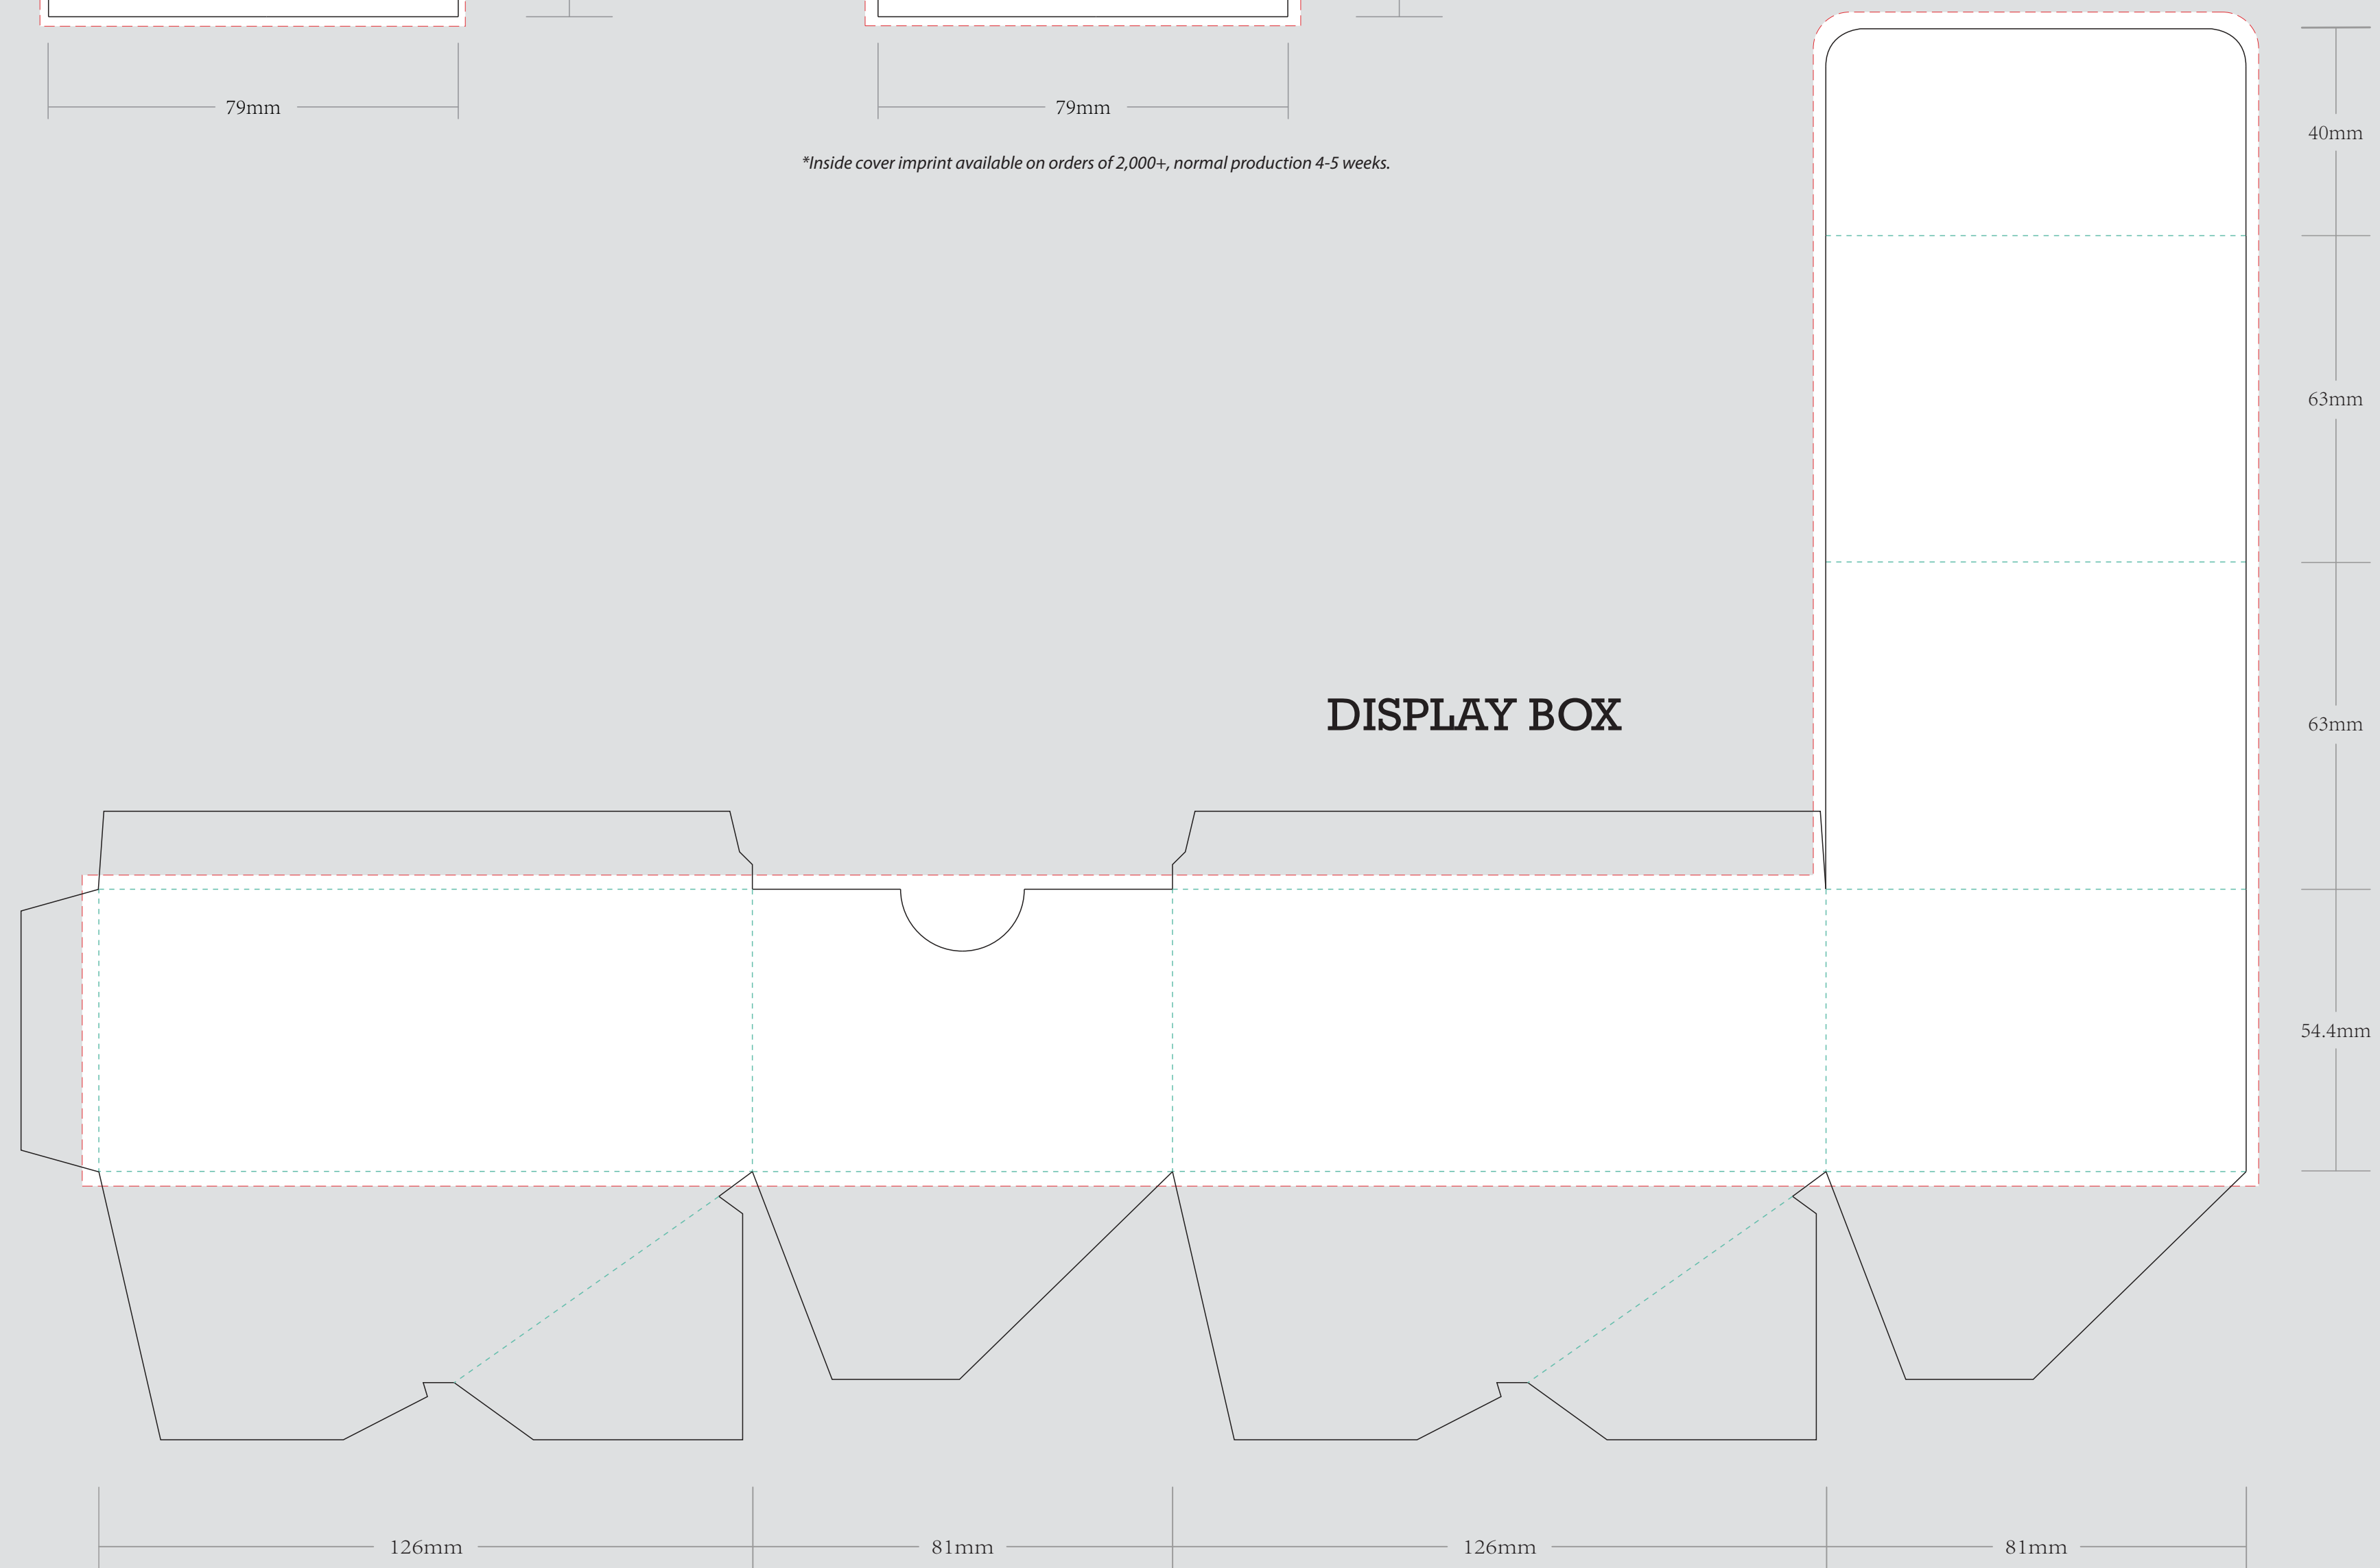 79mm
79mm
*Inside cover imprint available on orders of 2,000+, normal production 4-5 weeks.
40mm
63mm
DISPLAY BOX
63mm
54.4mm
126mm
81mm
126mm
81mm